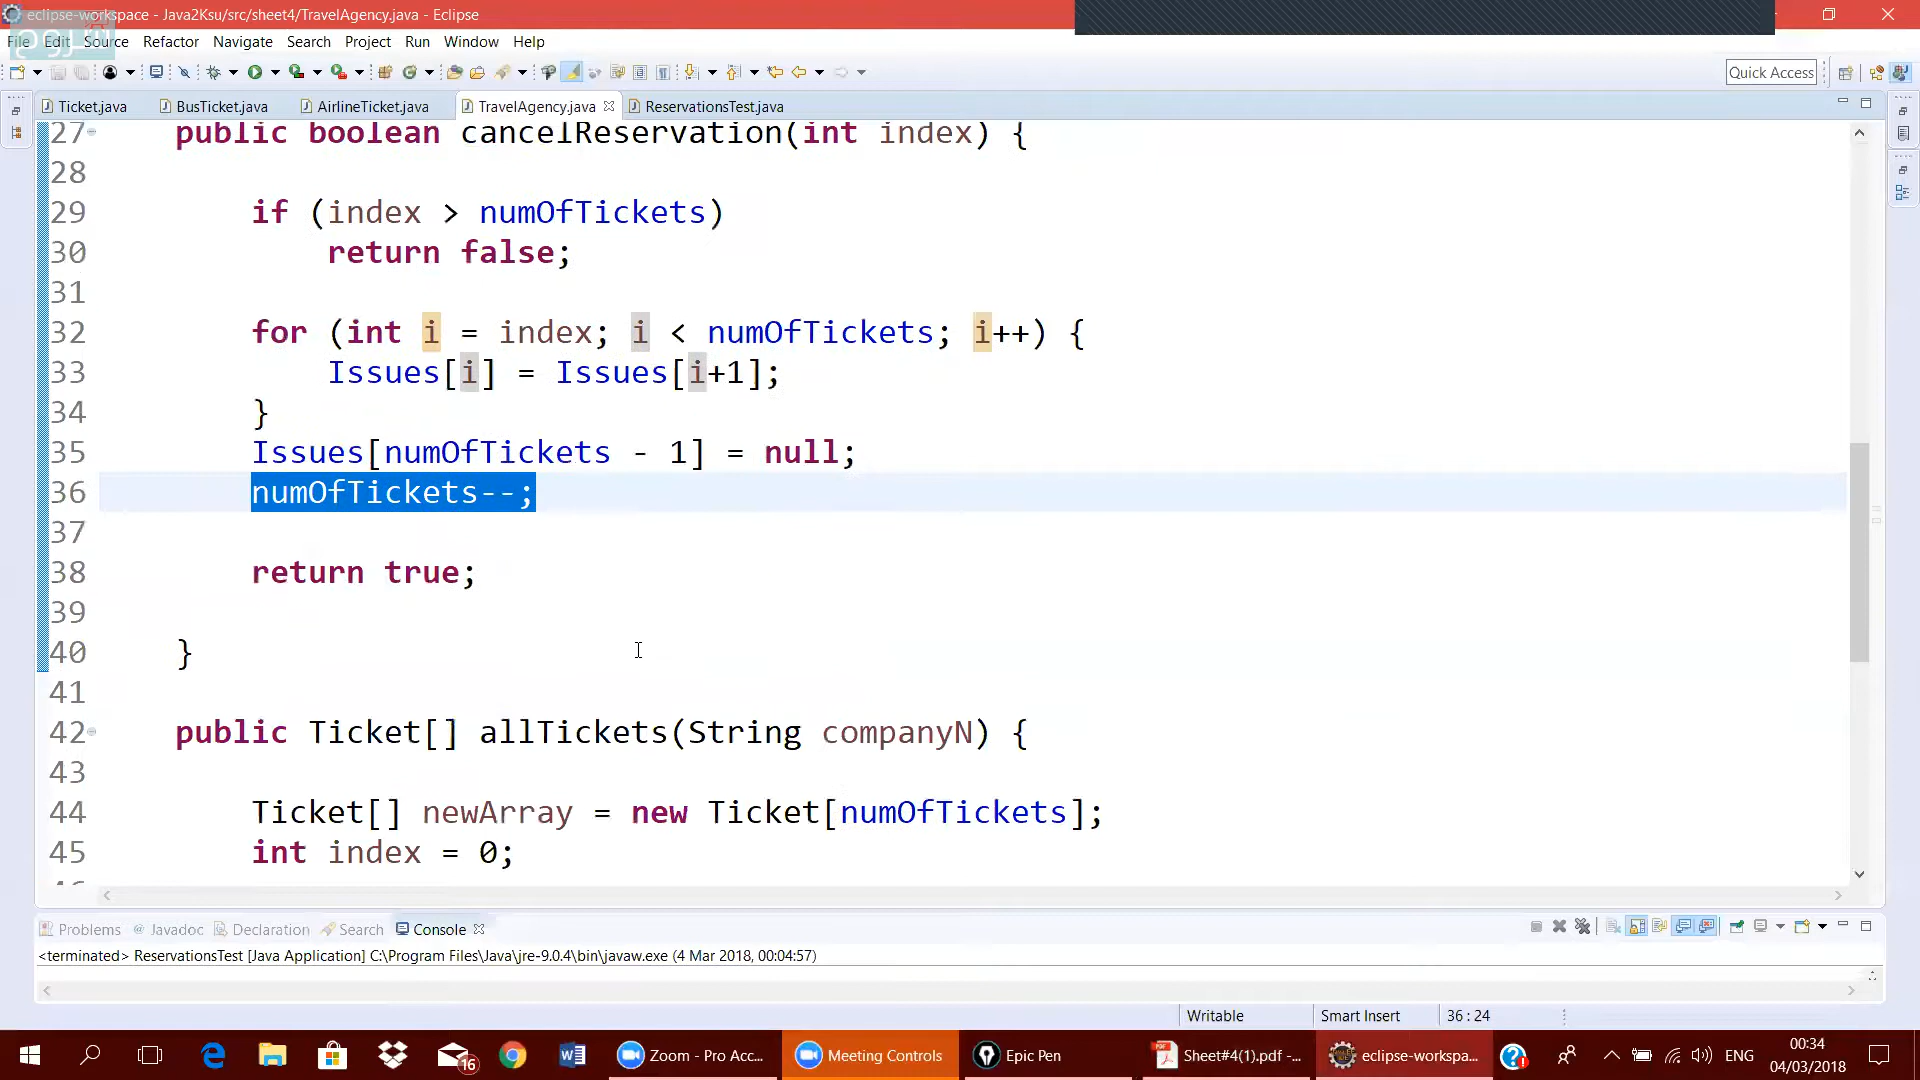 eclipse-workspace - Java2Ksu/src/sheet4/TravelAgency.java - Eclipse
شروح
File Edit Source Refactor Navigate Search Project Run Window Help
Quick Access
Ticket.java BusTicket.java AirlineTicket.java TravelAgency.java ReservationsTest.java
27 public boolean cancelReservation(int index) {
28
29 if (index > numOfTickets)
30 return false;
31
32 for (int i = index; i < numOfTickets; i++) {
33 Issues[i] = Issues[i+1];
34 }
35 Issues[numOfTickets - 1] = null;
36 numOfTickets--;
37
38 return true;
39
40 }
41
42 public Ticket[] allTickets(String companyN) {
43
44 Ticket[] newArray = new Ticket[numOfTickets];
45 int index = 0;
Problems @ Javadoc Declaration Search Console
<terminated> ReservationsTest [Java Application] C:\Program Files\Java\jre-9.0.4\bin\javaw.exe (4 Mar 2018, 00:04:57)
Writable Smart Insert 36 : 24
16 Zoom - Pro Acc... Meeting Controls Epic Pen Sheet#4(1).pdf -... eclipse-workspa... ENG 00:34
04/03/2018